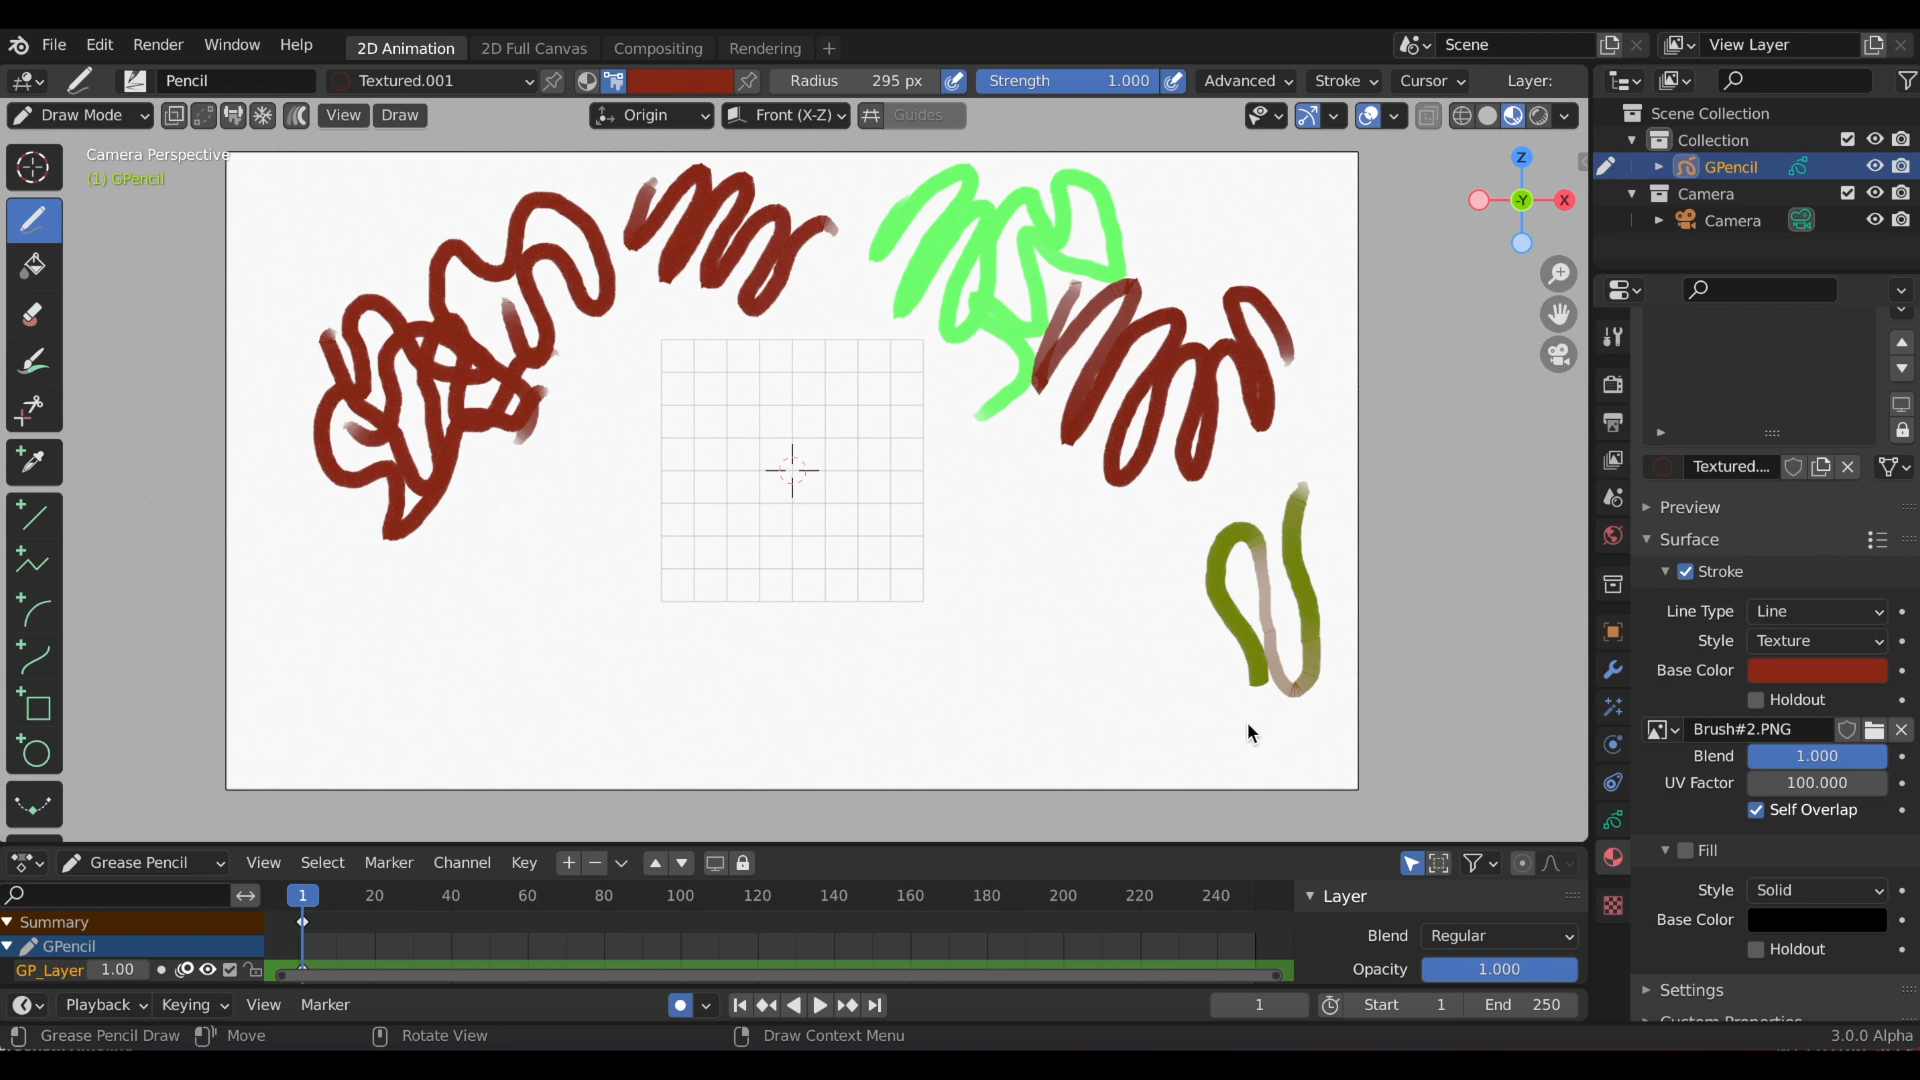 File Edit Render Window Help 2D Animation 2D Full Canvas Compositing Rendering + Scene View Layer
Pencil Textured.001 Radius 295 px Strength 1.000 Advanced Stroke Cursor Layer:
Draw Mode View Draw Origin Front (X-Z) Guides
Camera Perspective
(1) GPencil
Z
-Y X
Scene Collection
Collection
GPencil
Camera
Camera
Textured....
Preview
Surface
Stroke
Line Type Line
Style Texture
Base Color
Holdout
Brush#2.PNG
Blend 1.000
UV Factor 100.000
Self Overlap
Fill
Style Solid
Base Color
Holdout
Settings
Custom Properties
Grease Pencil View Select Marker Channel Key
1 20 40 60 80 100 120 140 160 180 200 220 240
Layer
Summary
GPencil
Blend Regular
GP_Layer 1.00
Opacity 1.000
Playback Keying View Marker 1 Start 1 End 250
Grease Pencil Draw Move Rotate View Draw Context Menu 3.0.0 Alpha